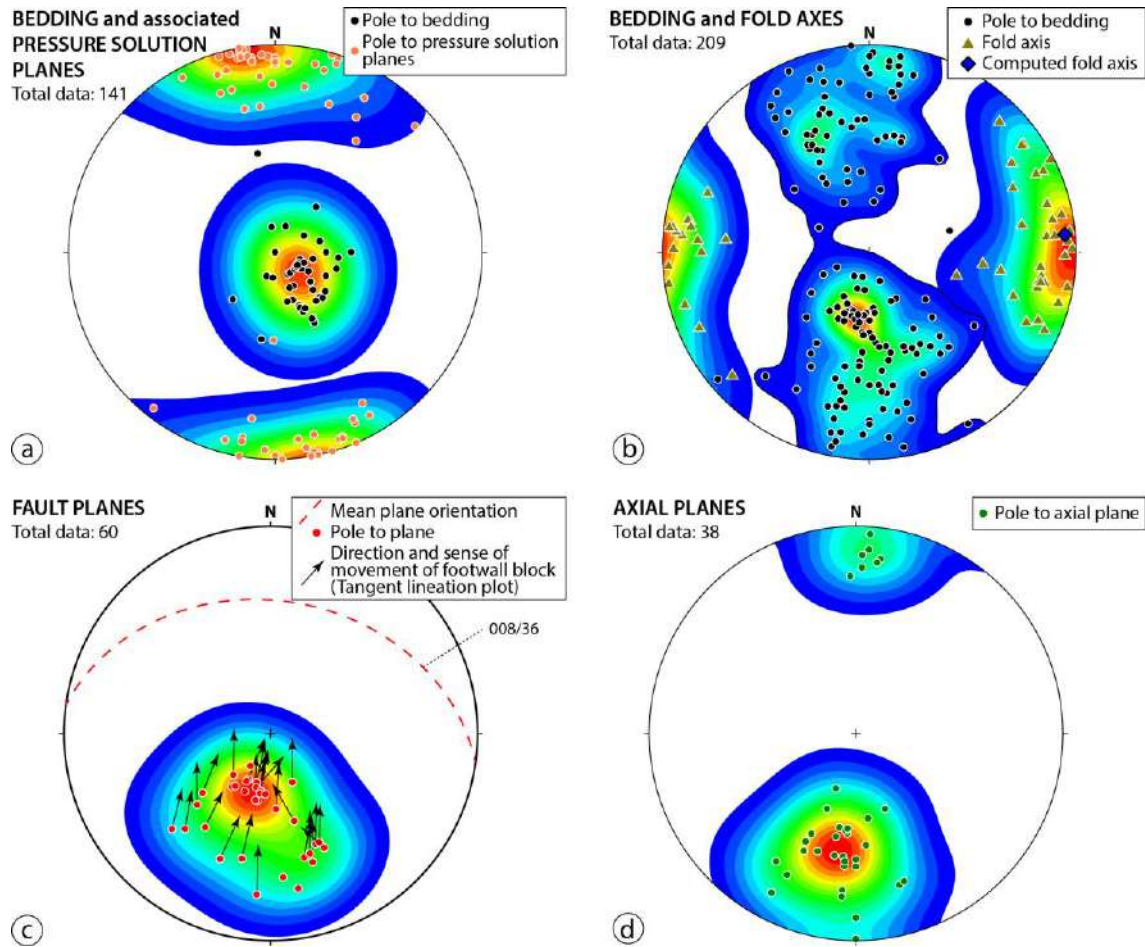 BEDDING and associated
PRESSURE SOLUTION
PLANES
Total data: 141
N
Pole to bedding
Pole to pressure solution
planes
a
BEDDING and FOLD AXES
Total data: 209
N
Pole to bedding
Fold axis
Computed fold axis
b
FAULT PLANES
Total data: 60
N
Mean plane orientation
Pole to plane
Direction and sense of
movement of footwall block
(Tangent lineation plot)
008/36
c
AXIAL PLANES
Total data: 38
N
Pole to axial plane
d